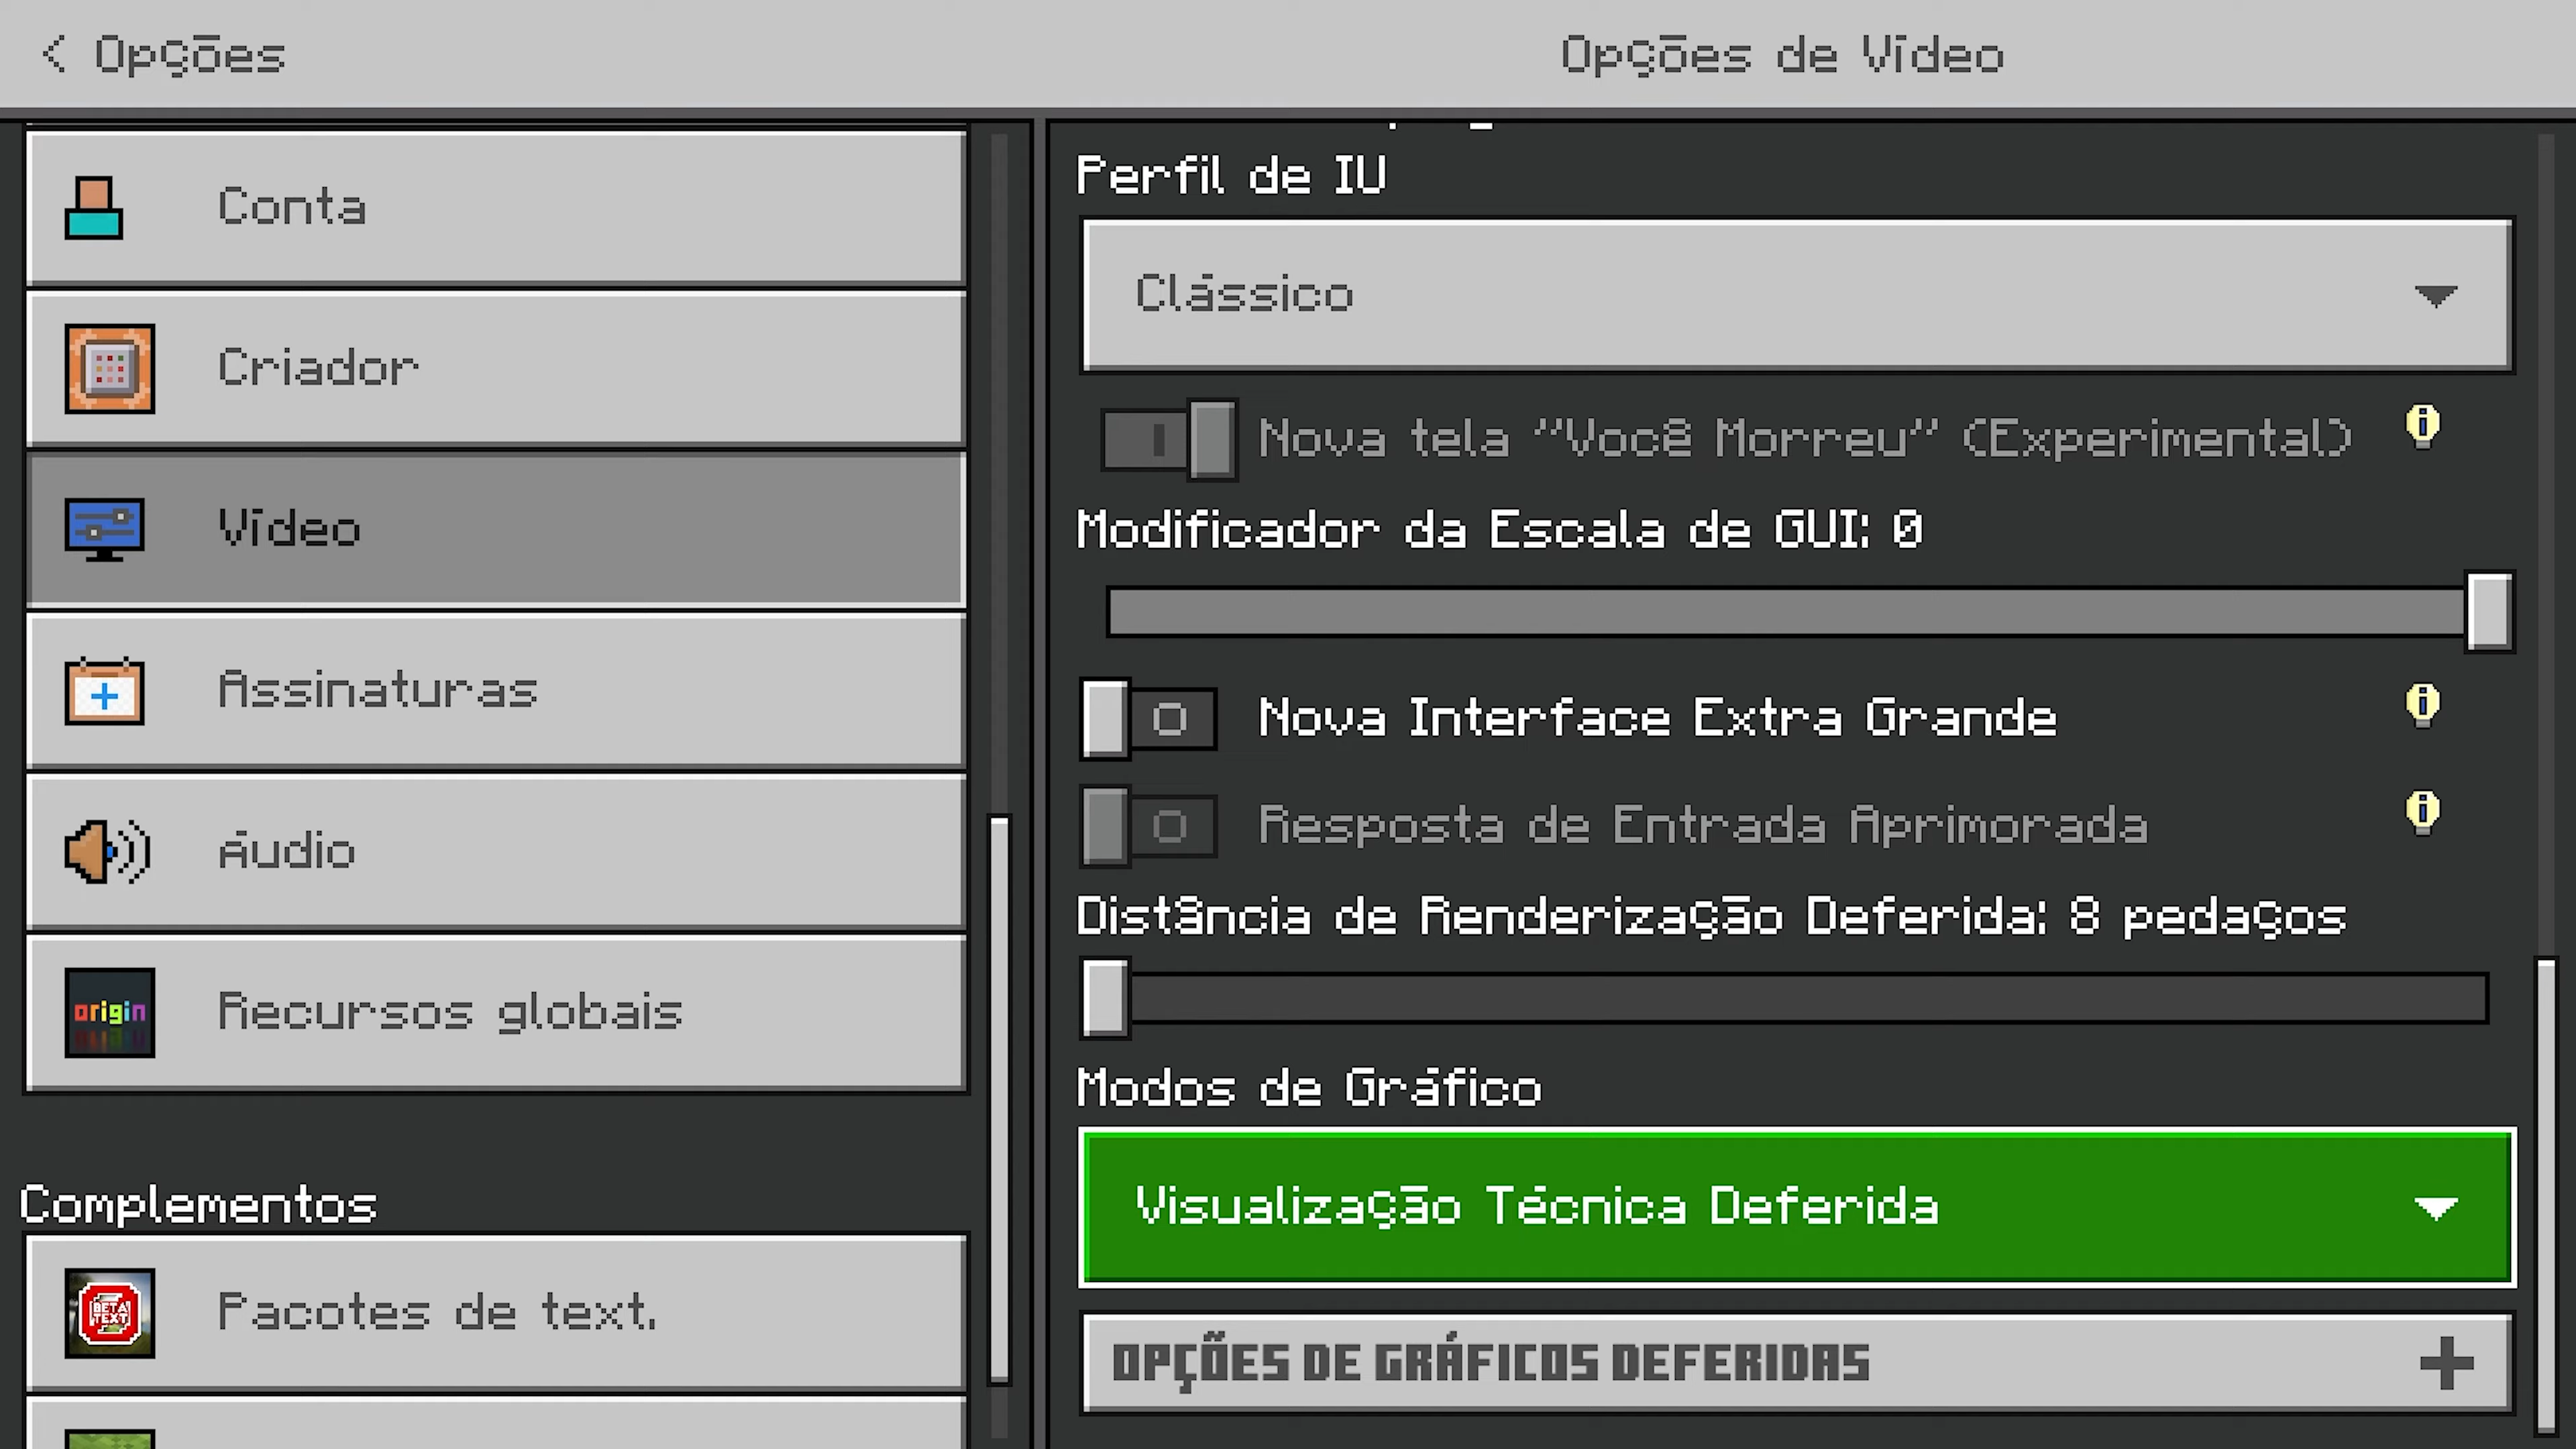 Opções
Opções de Vídeo
Conta
Criador
Vídeo
Assinaturas
Áudio
origin
Recursos globais
Complementos
BETA
TEXT
Pacotes de text.
Perfil de IU
Clássico
Nova tela "Você Morreu" (Experimental)
Modificador da Escala de GUI: 0
Nova Interface Extra Grande
Resposta de Entrada Aprimorada
Distância de Renderização Deferida: 8 pedaços
Modos de Gráfico
Visualização Técnica Deferida
OPÇÕES DE GRÁFICOS DEFERIDAS